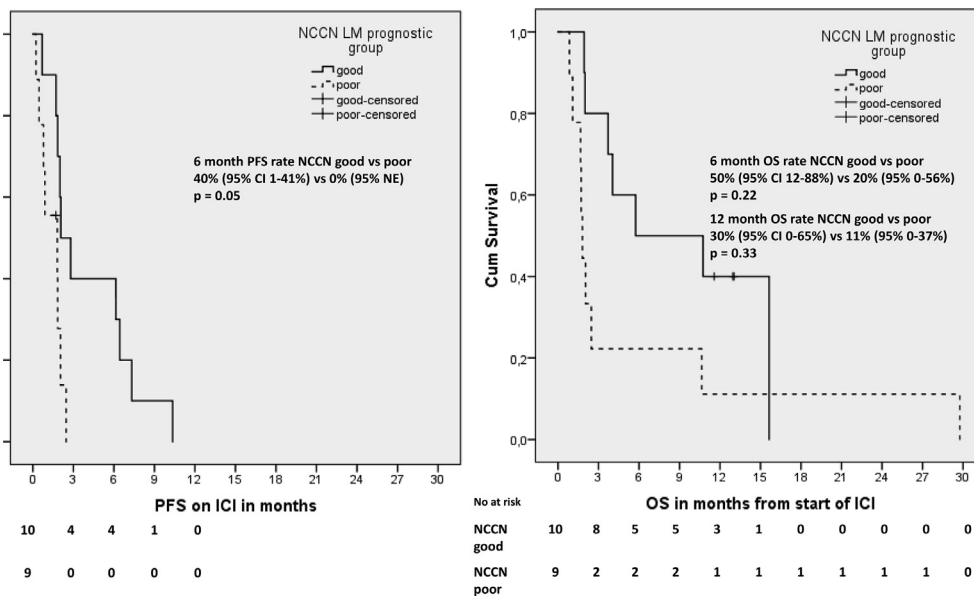 NCCN LM prognostic
group
good
poor
good-censored
poor-censored
6 month PFS rate NCCN good vs poor
40% (95% CI 1-41%) vs 0% (95% NE)
p = 0.05
0 3 6 9 12 15 18 21 24 27 30
PFS on ICI in months
10 4 4 1 0
9 0 0 0 0
NCCN LM prognostic
group
good
poor
good-censored
poor-censored
6 month OS rate NCCN good vs poor
50% (95% CI 12-88%) vs 20% (95% 0-56%)
p = 0.22
12 month OS rate NCCN good vs poor
30% (95% CI 0-65%) vs 11% (95% 0-37%)
p = 0.33
Cum Survival
1,0
0,8
0,6
0,4
0,2
0,0
0 3 6 9 12 15 18 21 24 27 30
No at risk
OS in months from start of ICI
NCCN
good
10 8 5 5 3 1 0 0 0 0 0
NCCN
poor
9 2 2 2 1 1 1 1 1 1 0